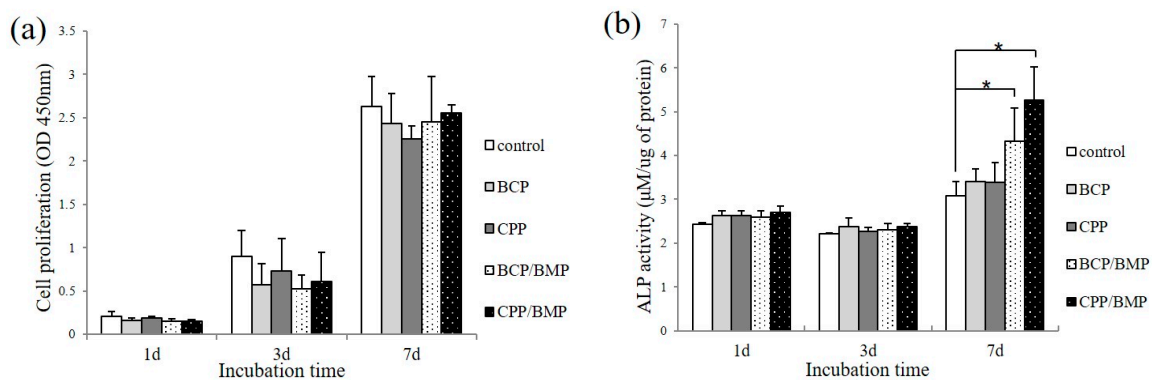 (a)
Cell proliferation (OD 450nm)
3.5
3
2.5
2
1.5
1
0.5
0
1d
3d
7d
Incubation time
control
BCP
CPP
BCP/BMP
CPP/BMP
(b)
ALP activity (μM/ug of protein)
7
6
5
4
3
2
1
0
*
*
1d
3d
7d
Incubation time
control
BCP
CPP
BCP/BMP
CPP/BMP